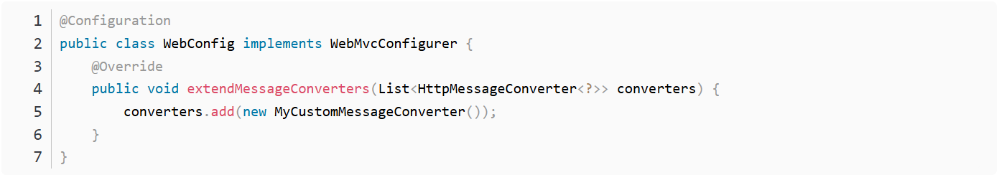 1 @Configuration
2 public class WebConfig implements WebMvcConfigurer {
3     @Override
4     public void extendMessageConverters(List<HttpMessageConverter<?>> converters) {
5         converters.add(new MyCustomMessageConverter());
6     }
7 }